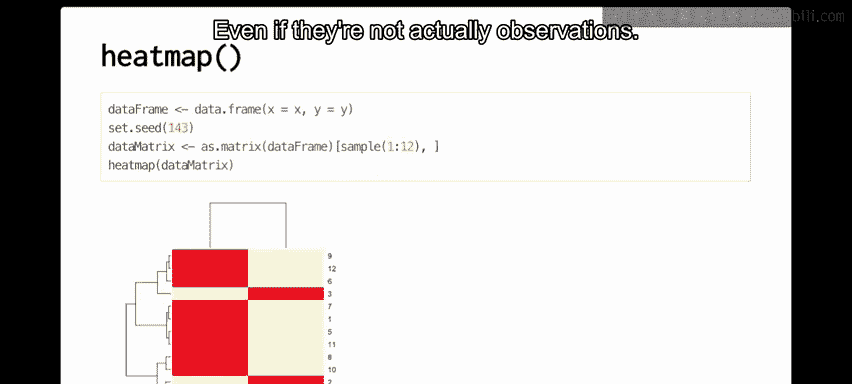 Even if they're not actually observations.
heatmap()
dataFrame <- data.frame(x = x, y = y)
set.seed(143)
dataMatrix <- as.matrix(dataFrame)[sample(1:12), ]
heatmap(dataMatrix)
9
12
6
3
7
1
5
11
8
10
2